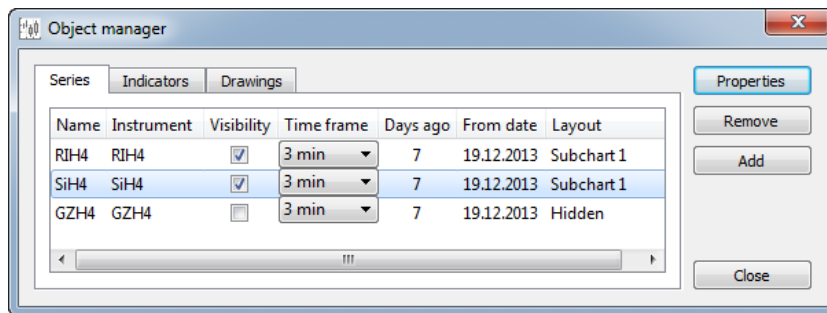 Object manager
Series Indicators Drawings
Name Instrument Visibility Time frame Days ago From date Layout
RIH4 RIH4 3 min 7 19.12.2013 Subchart 1
SiH4 SiH4 3 min 7 19.12.2013 Subchart 1
GZH4 GZH4 3 min 7 19.12.2013 Hidden
Properties
Remove
Add
Close